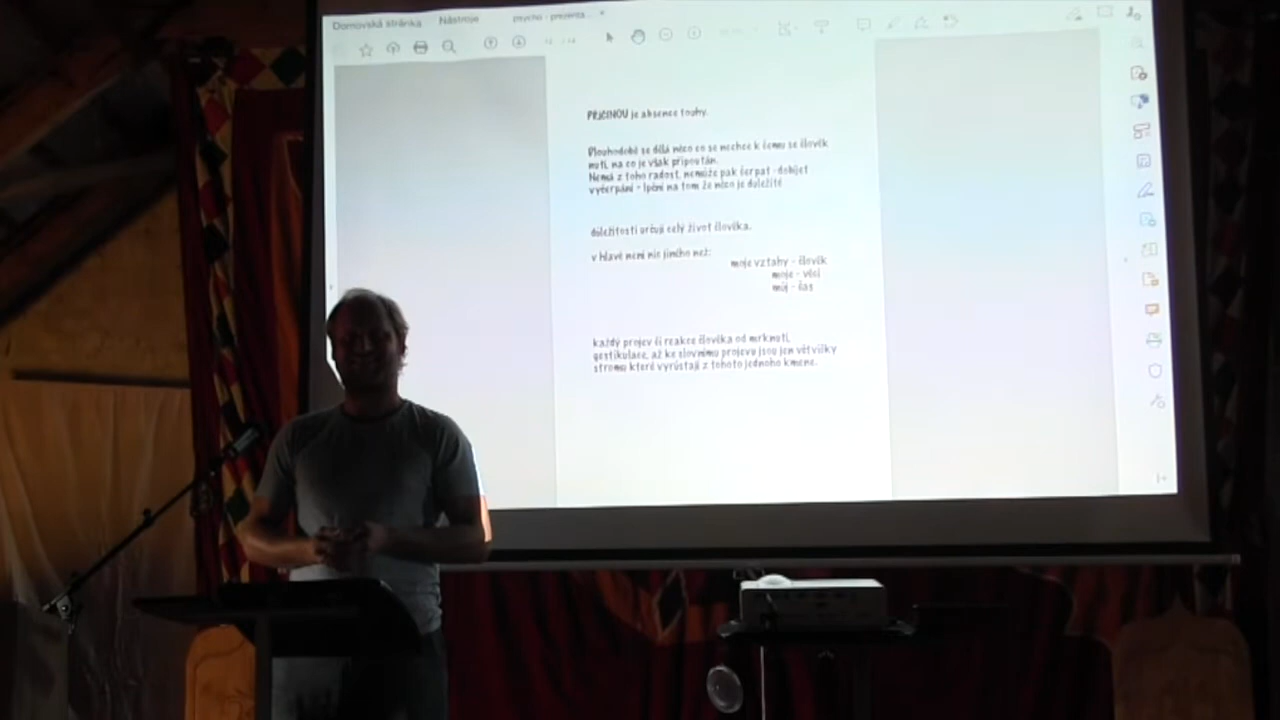 Domovská stránka Nástroje psycho - prezenta...
PŘÍČINOU je absence touhy.
Dlouhodobě se dělá něco co se nechce k čemu se člověk
nutí, na co je však připoután.
Nemá z toho radost, nemůže pak čerpat - dobíjet
vyčerpání - lpění na tom že něco je důležité
důležitosti určují celý život člověka.
v hlavě není nic jiného než:
moje vztahy - člověk
moje - věci
můj - čas
každý projev či reakce člověka od mrknutí,
gestikulace, až ke slovnímu projevu jsou jen větvičky
stromu které vyrůstají z tohoto jednoho kmene.